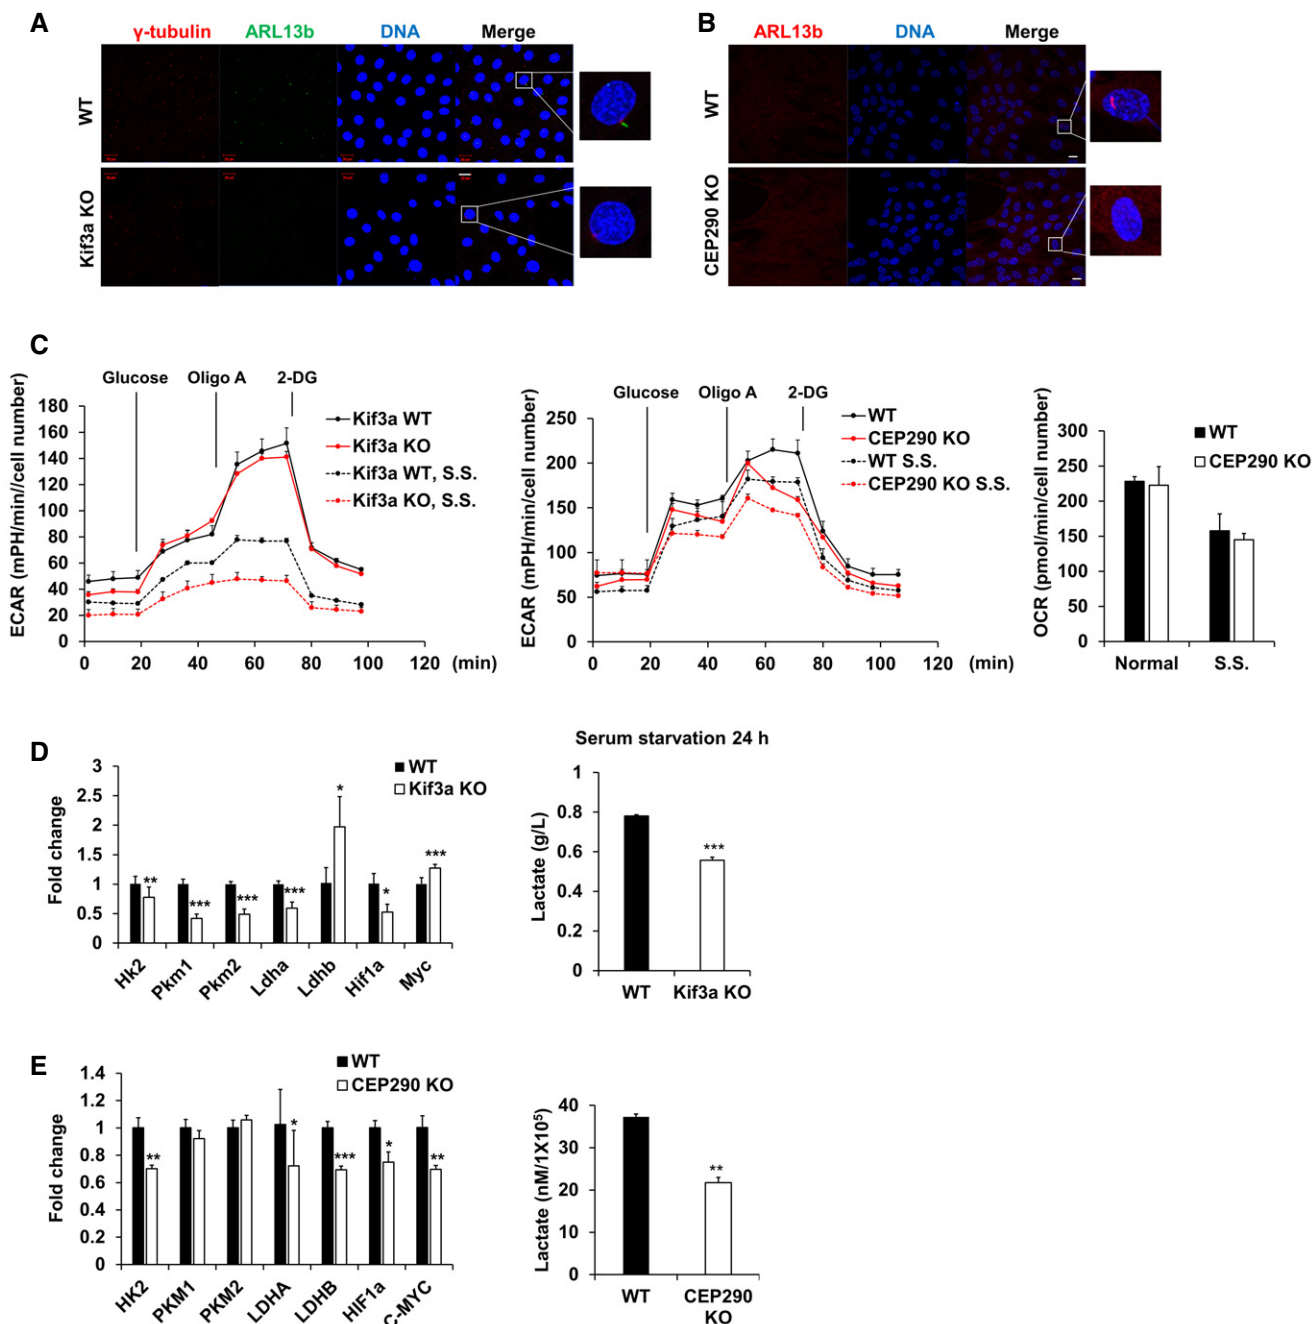 A
γ-tubulin ARL13b DNA Merge
WT
Kif3a KO
B
ARL13b DNA Merge
WT
CEP290 KO
C
Glucose Oligo A 2-DG
ECAR (mPH/min//cell number)
180
160
140
120
100
80
60
40
20
0
0 20 40 60 80 100 120 (min)
Kif3a WT
Kif3a KO
Kif3a WT, S.S.
Kif3a KO, S.S.
Glucose Oligo A 2-DG
ECAR (mPH/min/cell number)
250
200
150
100
50
0
0 20 40 60 80 100 120 (min)
WT
CEP290 KO
WT S.S.
CEP290 KO S.S.
OCR (pmol/min/cell number)
300
250
200
150
100
50
0
Normal S.S.
WT
CEP290 KO
D
Fold change
3
2.5
2
1.5
1
0.5
0
WT
Kif3a KO
** *** *** *** * * ***
Hk2 Pkm1 Pkm2 Ldha Ldhb Hif1a Myc
Serum starvation 24 h
Lactate (g/L)
1
0.8
0.6
0.4
0.2
0
***
WT Kif3a KO
E
Fold change
1.4
1.2
1
0.8
0.6
0.4
0.2
0
WT
CEP290 KO
** * *** * **
HK2 PKM1 PKM2 LDHA LDHB HIF1a C-MYC
Lactate (nM/1X10⁵)
40
30
20
10
0
**
WT CEP290
KO